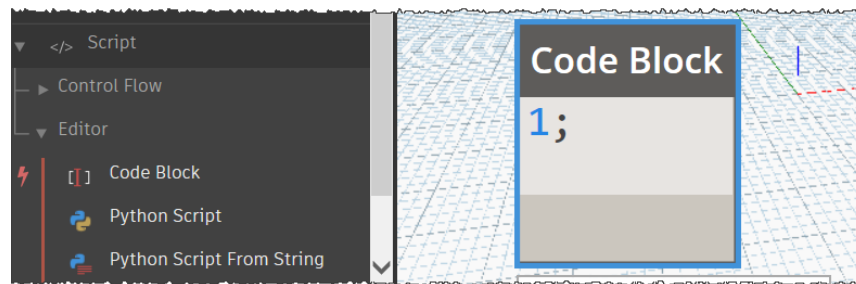 </> Script
Control Flow
Editor
Code Block
Python Script
Python Script From String
Code Block
1;